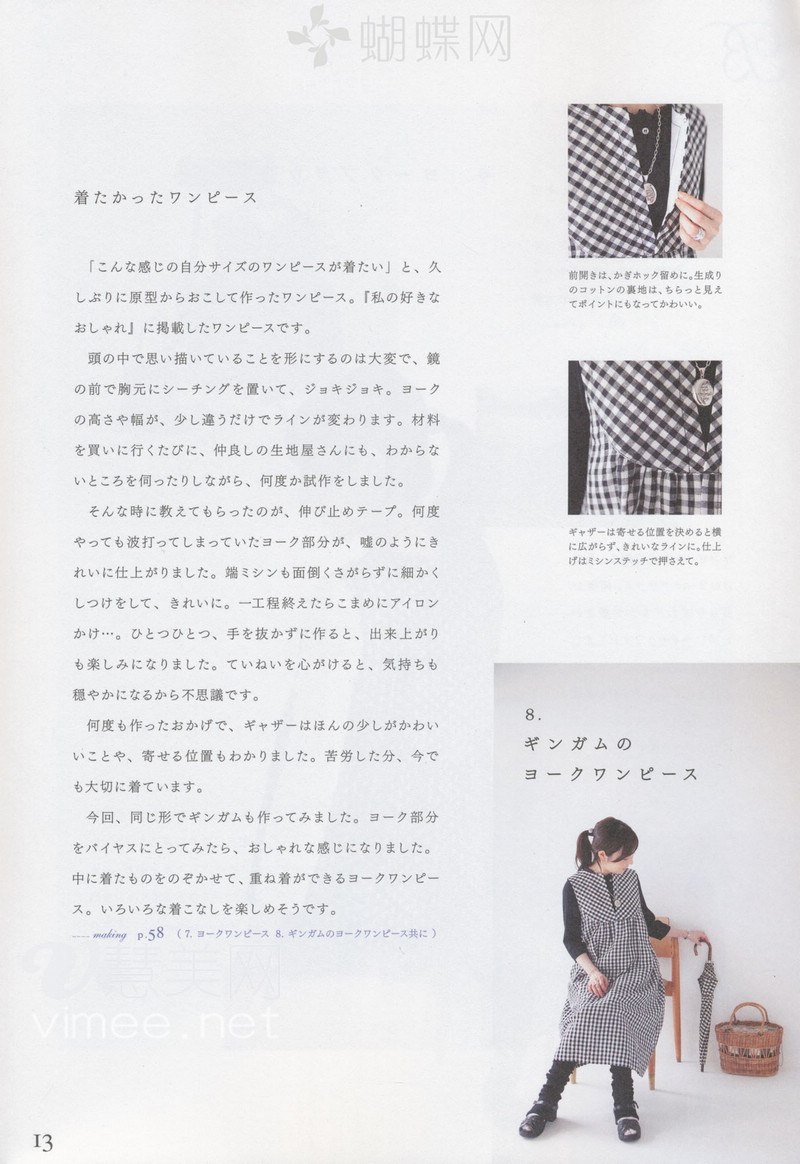 蝴蝶网
着たかったワンピース
「こんな感じの自分サイズのワンピースが着たい」と、久
しぶりに原型からおこして作ったワンピース。『私の好きな
おしゃれ』に掲載したワンピースです。
頭の中で思い描いていることを形にするのは大変で、鏡
の前で胸元にシーチングを置いて、ジョキジョキ。ヨーク
の高さや幅が、少し違うだけでラインが変わります。材料
を買いに行くたびに、仲良しの生地屋さんにも、わからな
いところを伺ったりしながら、何度か試作をしました。
そんな時に教えてもらったのが、伸び止めテープ。何度
やっても波打ってしまっていたヨーク部分が、嘘のようにき
れいに仕上がりました。端ミシンも面倒くさがらずに細かく
しつけをして、きれいに。一工程終えたらこまめにアイロン
かけ…。ひとつひとつ、手を抜かずに作ると、出来上がり
も楽しみになりました。ていねいを心がけると、気持ちも
穏やかになるから不思議です。
何度も作ったおかげで、ギャザーはほんの少しがかわい
いことや、寄せる位置もわかりました。苦労した分、今で
も大切に着ています。
今回、同じ形でギンガムも作ってみました。ヨーク部分
をバイヤスにとってみたら、おしゃれな感じになりました。
中に着たものをのぞかせて、重ね着ができるヨークワンピー
ス。いろいろな着こなしを楽しめそうです。
making p.58 （7. ヨークワンピース 8. ギンガムのヨークワンピース共に）
前開きは、かぎホック留めに。生成り
のコットンの裏地は、ちらっと見え
てポイントにもなってかわいい。
ギャザーは寄せる位置を決めると横
に広がらず、きれいなラインに。仕上
げはミシンステッチで押さえて。
8.
ギンガムの
ヨークワンピース
慧美网
vimee.net
13